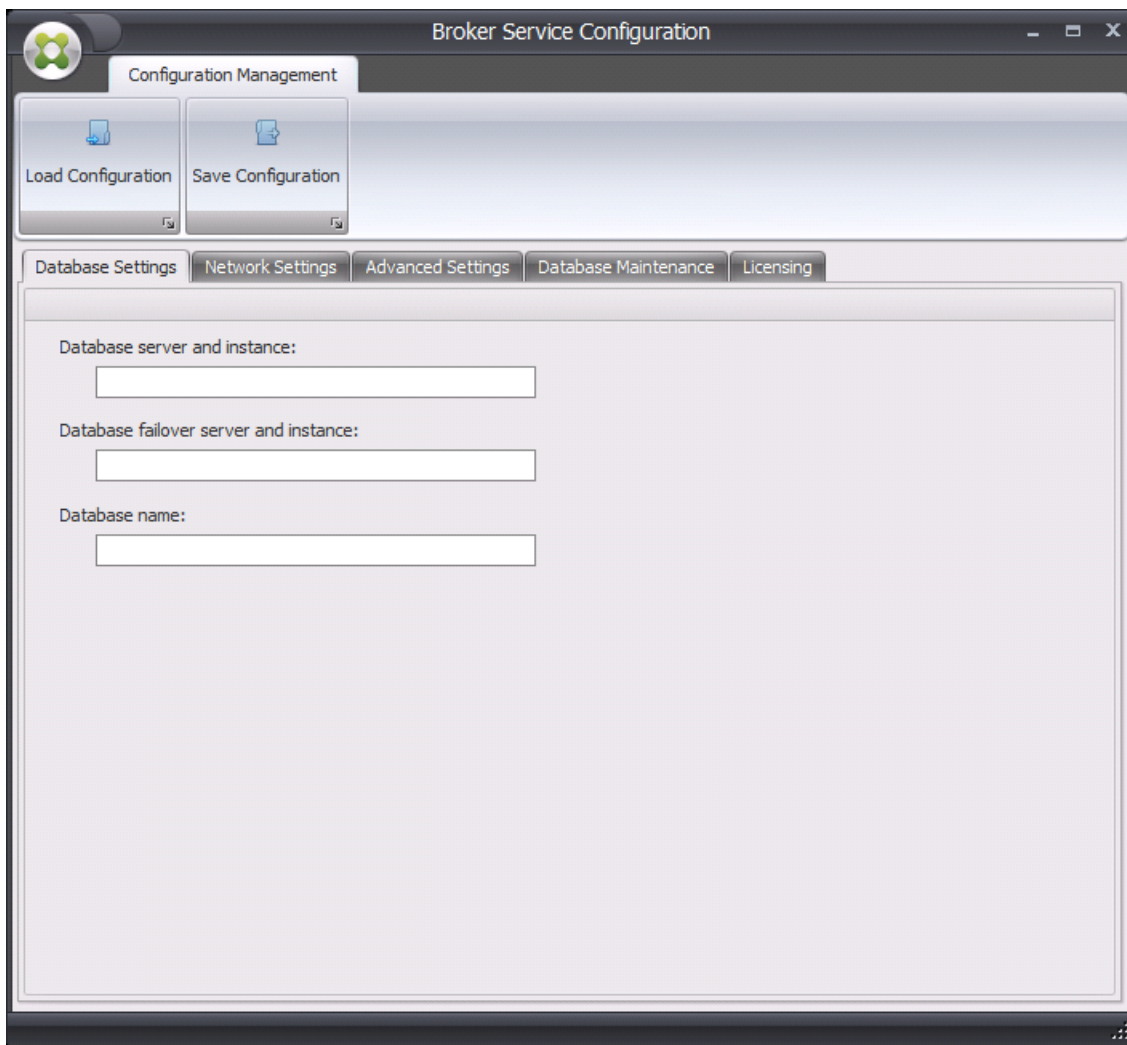 Broker Service Configuration
Configuration Management
Load Configuration
Save Configuration
Database Settings
Network Settings
Advanced Settings
Database Maintenance
Licensing
Database server and instance:
Database failover server and instance:
Database name: